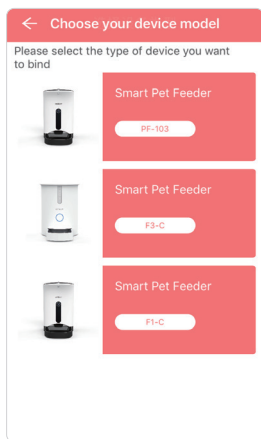 Choose your device model
Please select the type of device you want
to bind
Smart Pet Feeder
PF-103
Smart Pet Feeder
F3-C
Smart Pet Feeder
F1-C